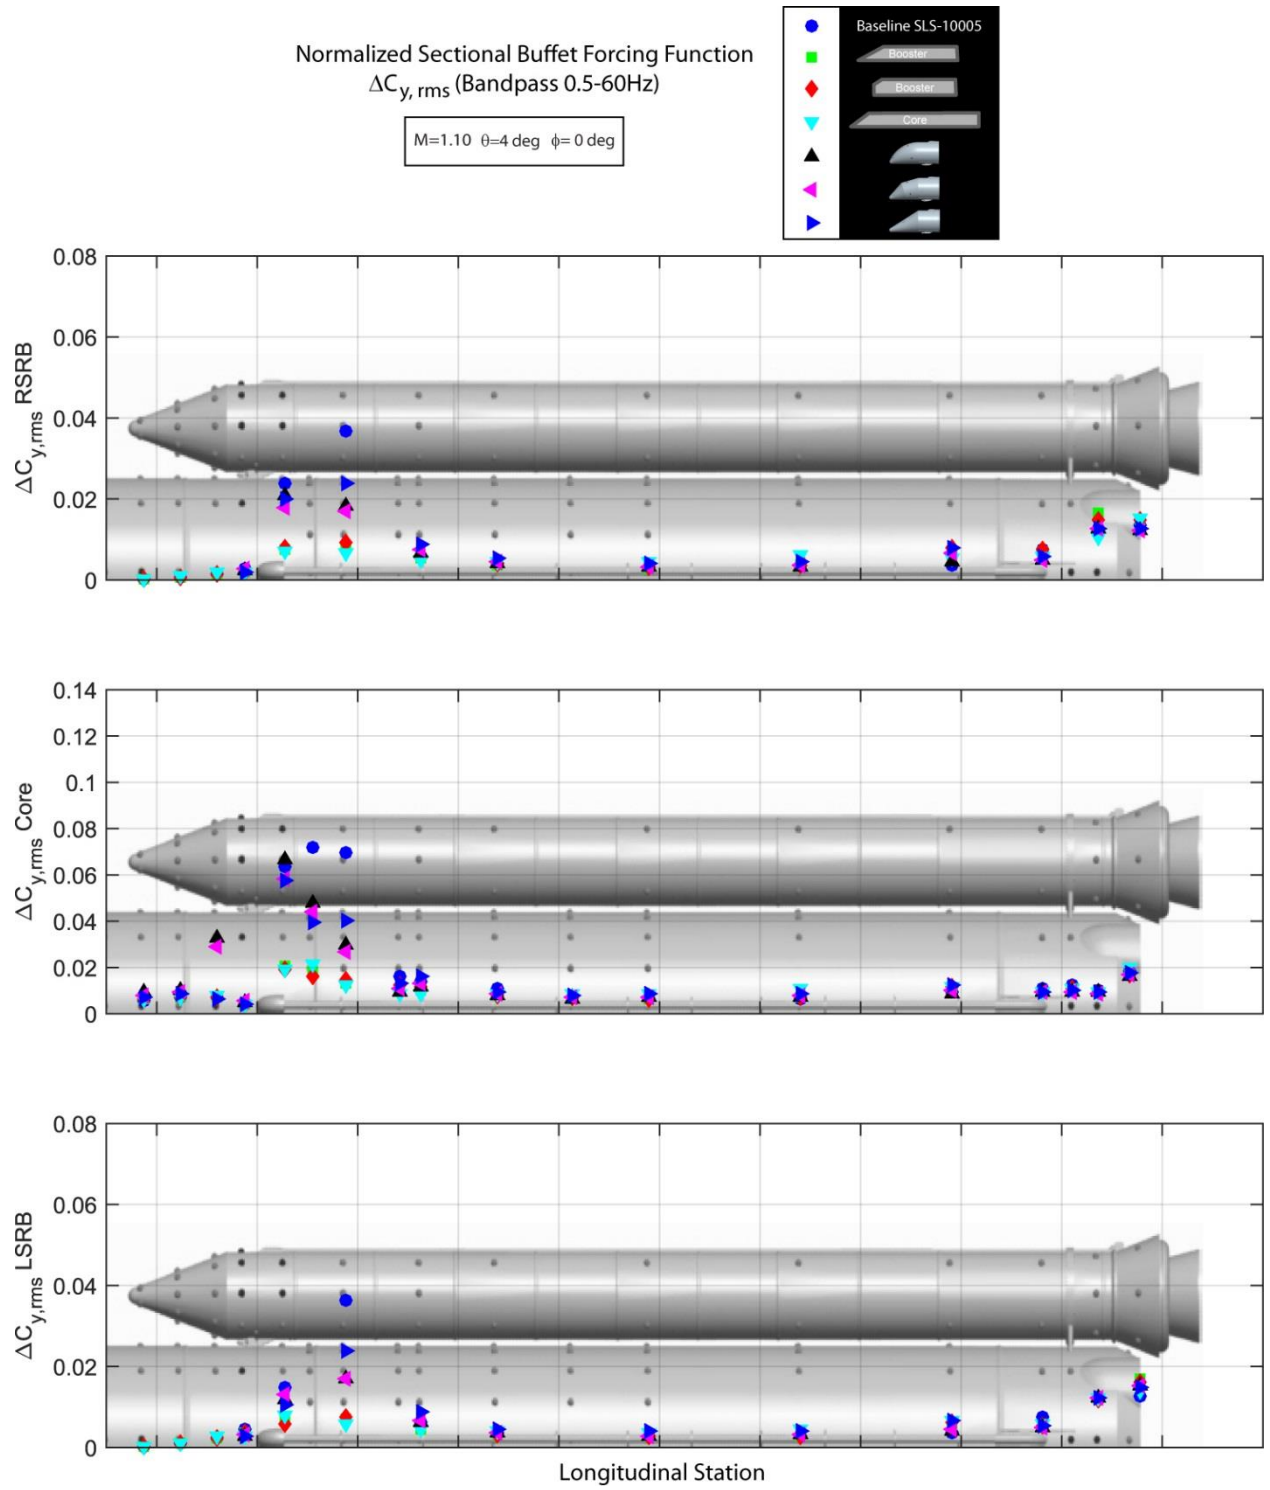 Normalized Sectional Buffet Forcing Function
ΔCy, rms (Bandpass 0.5-60Hz)
M=1.10 θ=4 deg ϕ= 0 deg
Baseline SLS-10005
Booster
Booster
Core
0.08
0.06
0.04
0.02
0
ΔCy,rms RSRB
0.14
0.12
0.1
0.08
0.06
0.04
0.02
0
ΔCy,rms Core
0.08
0.06
0.04
0.02
0
ΔCy,rms LSRB
Longitudinal Station